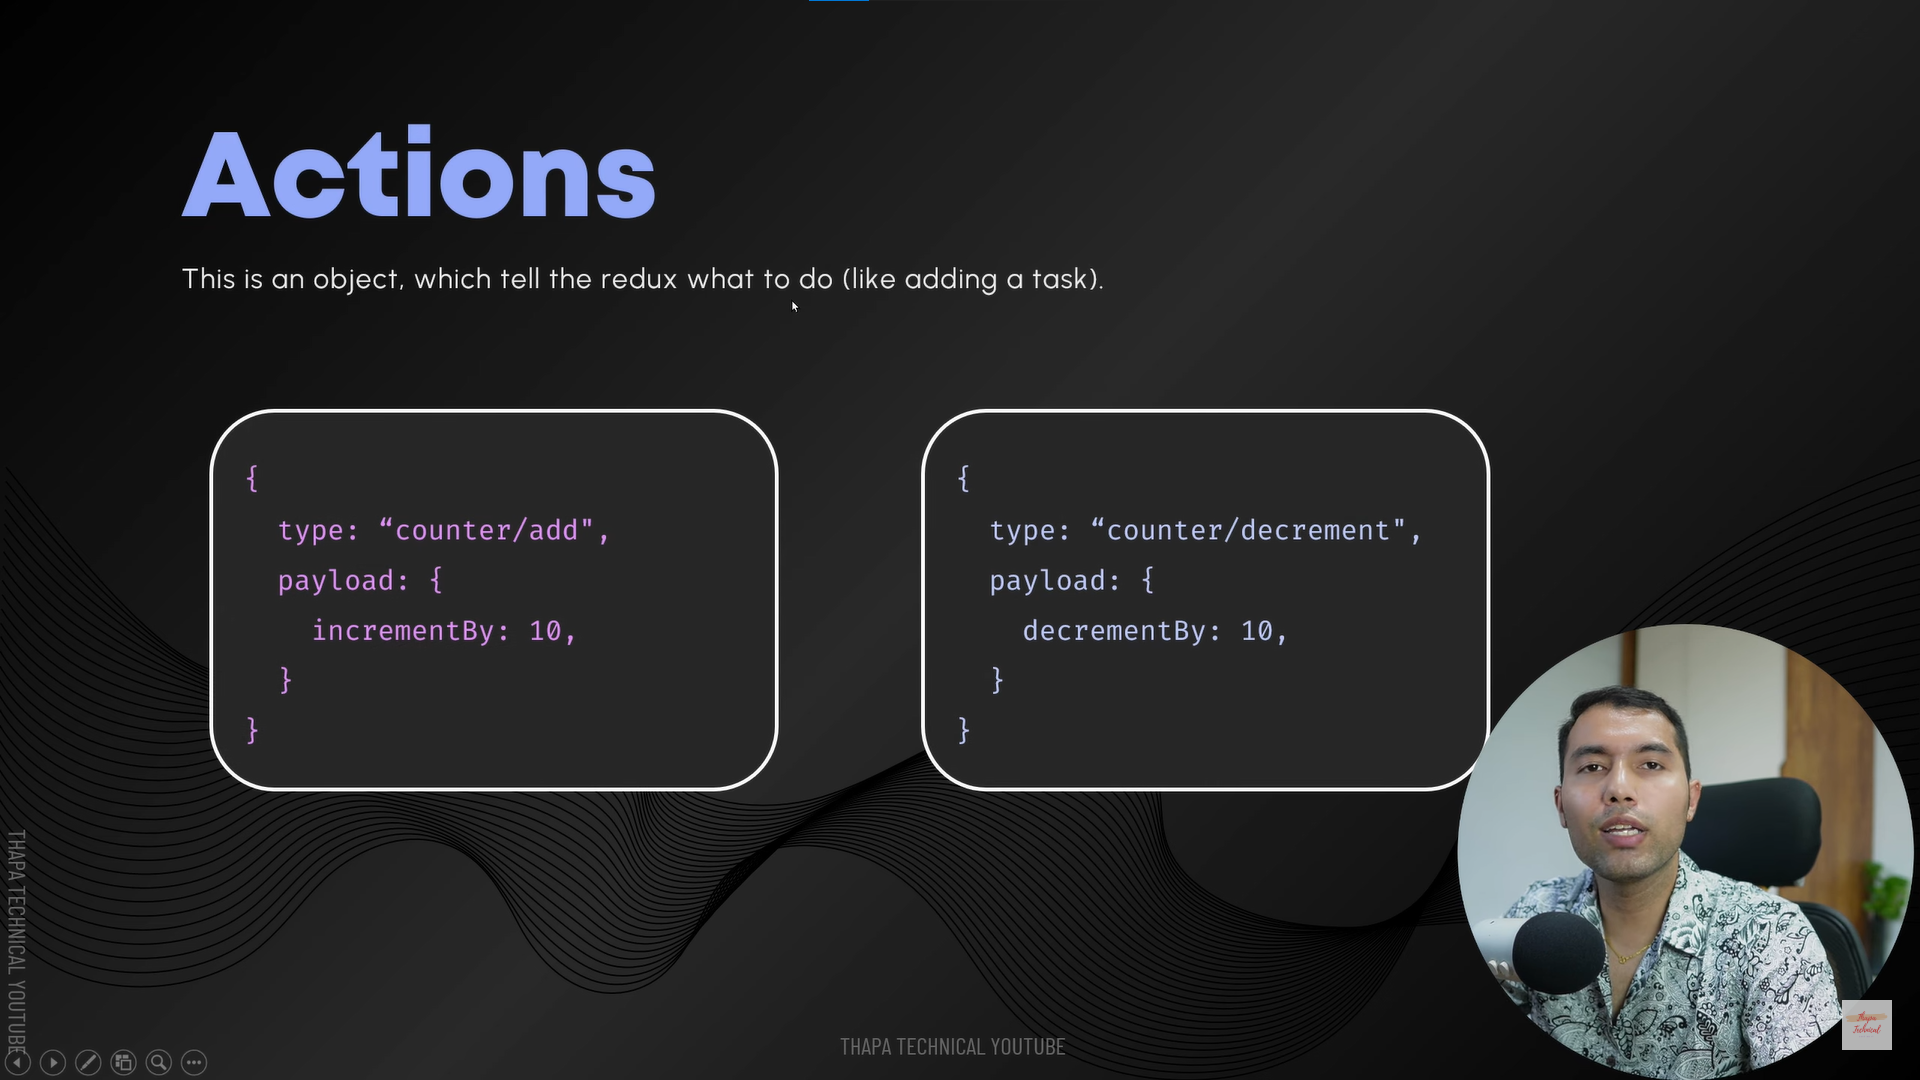 Actions
This is an object, which tell the redux what to do (like adding a task).
{
type: “counter/add",
payload: {
incrementBy: 10,
}
}
{
type: “counter/decrement",
payload: {
decrementBy: 10,
}
}
THAPA TECHNICAL YOUTUBE
THAPA TECHNICAL YOUTUBE
Thapa
Technical